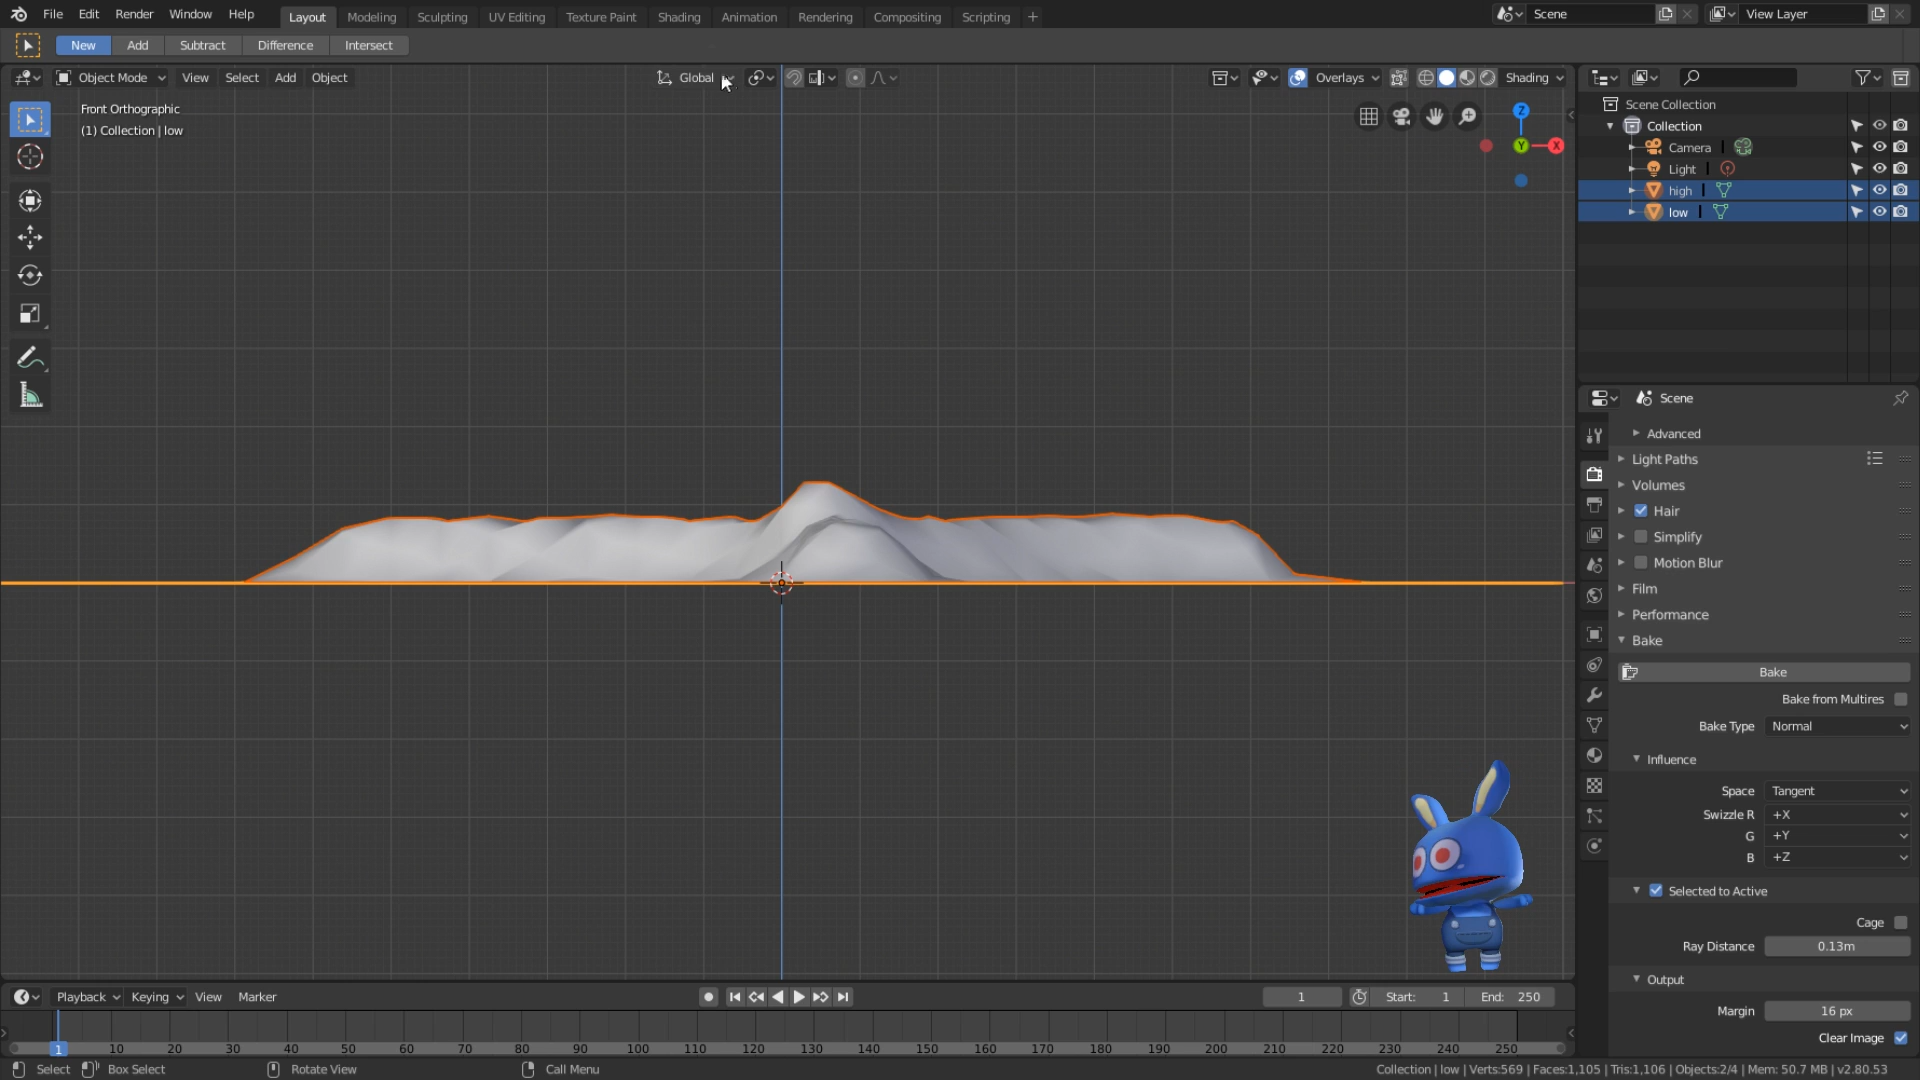 File Edit Render Window Help Layout Modeling Sculpting UV Editing Texture Paint Shading Animation Rendering Compositing Scripting + Scene View Layer
New Add Subtract Difference Intersect
Object Mode View Select Add Object Global Overlays Shading
Front Orthographic
(1) Collection | low
Z
Y
X
Scene Collection
Collection
Camera
Light
high
low
Scene
Advanced
Light Paths
Volumes
Hair
Simplify
Motion Blur
Film
Performance
Bake
Bake
Bake from Multires
Bake Type Normal
Influence
Space Tangent
Swizzle R +X
G +Y
B +Z
Selected to Active
Cage
Ray Distance 0.13m
Output
Margin 16 px
Clear Image
Playback Keying View Marker 1 Start: 1 End: 250
1 10 20 30 40 50 60 70 80 90 100 110 120 130 140 150 160 170 180 190 200 210 220 230 240 250
Select Box Select Rotate View Call Menu Collection | low | Verts:569 | Faces:1,105 | Tris:1,106 | Objects:2/4 | Mem: 50.7 MB | v2.80.53